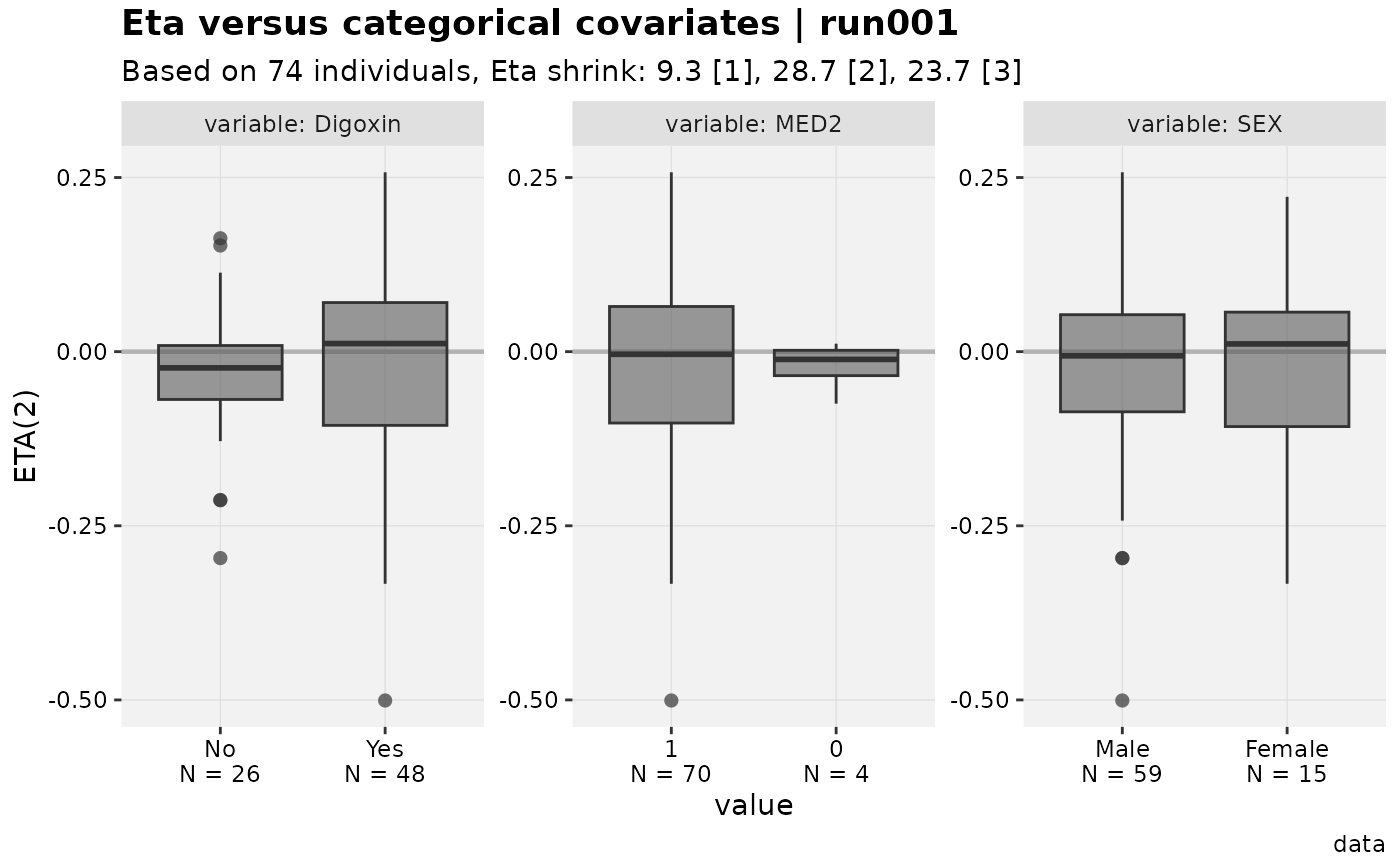 Eta versus categorical covariates | run001
Based on 74 individuals, Eta shrink: 9.3 [1], 28.7 [2], 23.7 [3]
variable: Digoxin
variable: MED2
variable: SEX
ETA(2)
0.25
0.00
-0.25
-0.50
0.25
0.00
-0.25
-0.50
0.25
0.00
-0.25
-0.50
No
N = 26
Yes
N = 48
1
N = 70
0
N = 4
Male
N = 59
Female
N = 15
value
data